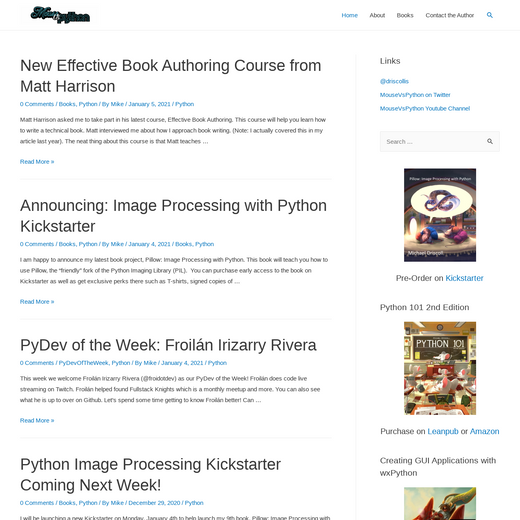 Mouse Vs Python
Home
About
Books
Contact the Author
New Effective Book Authoring Course from
Matt Harrison
0 Comments / Books, Python / By Mike / January 5, 2021 / Python
Matt Harrison asked me to take part in his latest course, Effective Book Authoring. This course will help you learn
how to write a technical book. Matt interviewed me about how I approach book writing. (Note: I actually covered this in my
article last year). The neat thing about this course is that Matt teaches …
Read More »
Announcing: Image Processing with Python
Kickstarter
0 Comments / Books, Python / By Mike / January 4, 2021 / Books, Python
I am happy to announce my latest book project, Pillow: Image Processing with Python. This book will teach you how to
use Pillow, the “friendly” fork of the Python Imaging Library (PIL).  You can purchase early access to the book on
Kickstarter as well as get exclusive perks there such as T-shirts, signed copies of …
Read More »
PyDev of the Week: Froilán Irizarry Rivera
0 Comments / PyDevOfTheWeek, Python / By Mike / January 4, 2021 / Python
This week we welcome Froilán Irizarry Rivera (@froidotdev) as our PyDev of the Week! Froilán does code live
streaming on Twitch. Froilán helped found Fullstack Knights which is a monthly meetup and more. You can also see
what he is up to over on Github. Let's spend some time getting to know Froilán better! Can …
Read More »
Python Image Processing Kickstarter
Coming Next Week!
0 Comments / Books, Python / By Mike / December 29, 2020 / Python
I will be launching a new Kickstarter on Monday, January 4th to help launch my 9th book, Pillow: Image Processing with
Links
@driscollis
MouseVsPython on Twitter
MouseVsPython Youtube Channel
Search …
Pillow: Image Processing with Python
Michael Driscoll
Pre-Order on Kickstarter
Python 101 2nd Edition
PYTHON 101
Purchase on Leanpub or Amazon
Creating GUI Applications with
wxPython